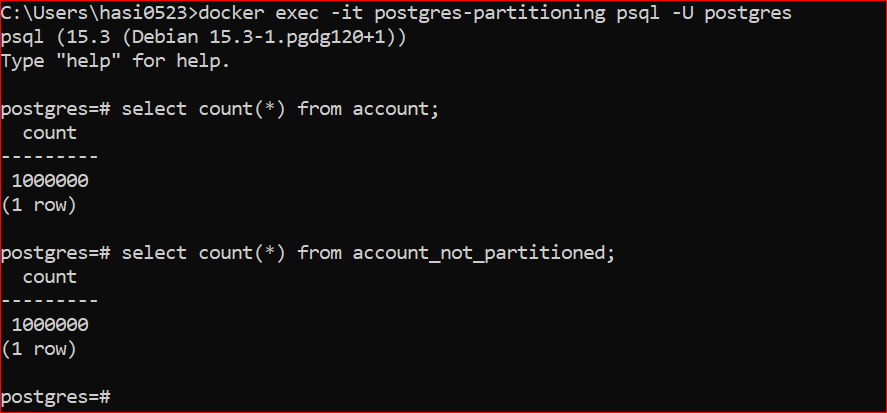 C:\Users\hasi0523>docker exec -it postgres-partitioning psql -U postgres
psql (15.3 (Debian 15.3-1.pgdg120+1))
Type "help" for help.
postgres=# select count(*) from account;
count
---------
1000000
(1 row)
postgres=# select count(*) from account_not_partitioned;
count
---------
1000000
(1 row)
postgres=#